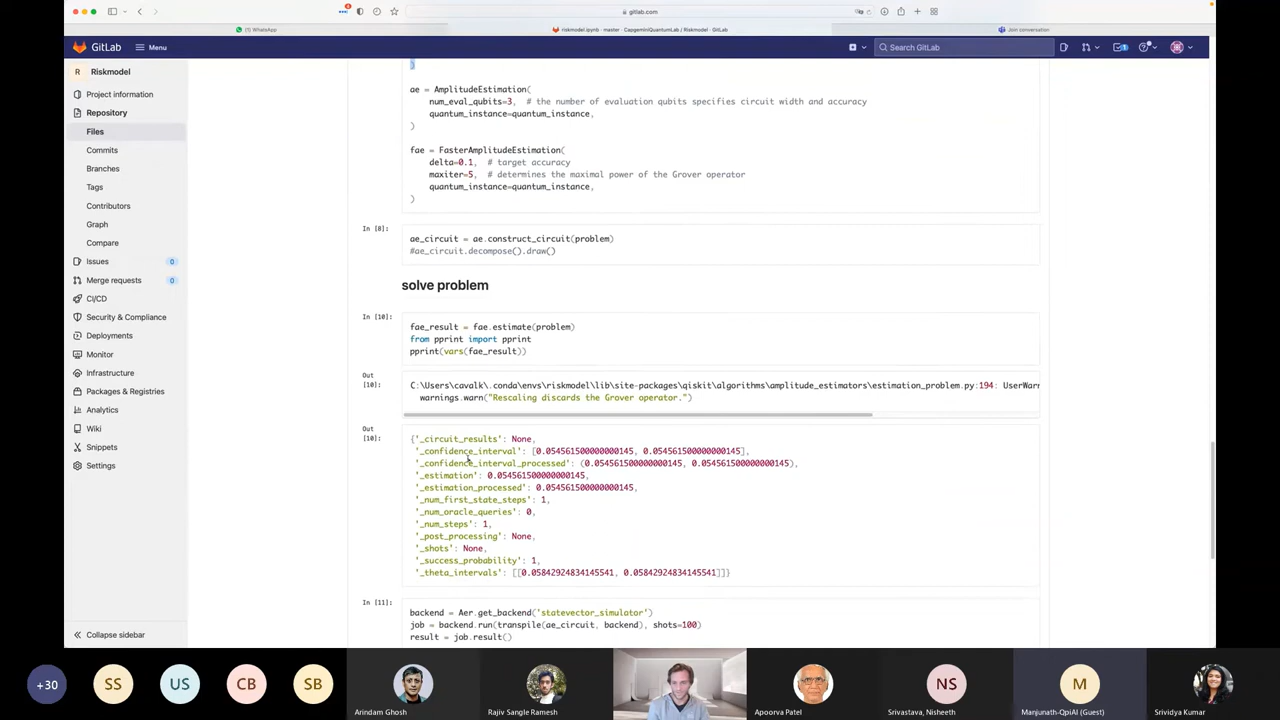 gitlab.com
WhatsApp
riskmodel.ipynb · master · CapgeminiQuantumLab / Riskmodel · GitLab
Join conversation
GitLab
Menu
Search GitLab
1
R
Riskmodel
Project information
Repository
Files
Commits
Branches
Tags
Contributors
Graph
Compare
Issues
0
Merge requests
0
CI/CD
Security & Compliance
Deployments
Monitor
Infrastructure
Packages & Registries
Analytics
Wiki
Snippets
Settings
Collapse sidebar
)
ae = AmplitudeEstimation(
num_eval_qubits=3,  # the number of evaluation qubits specifies circuit width and accuracy
quantum_instance=quantum_instance,
)
fae = FasterAmplitudeEstimation(
delta=0.1,  # target accuracy
maxiter=5,  # determines the maximal power of the Grover operator
quantum_instance=quantum_instance,
)
In [8]:
ae_circuit = ae.construct_circuit(problem)
#ae_circuit.decompose().draw()
solve problem
In [10]:
fae_result = fae.estimate(problem)
from pprint import pprint
pprint(vars(fae_result))
Out
[10]:
C:\Users\cavalk\.conda\envs\riskmodel\lib\site-packages\qiskit\algorithms\amplitude_estimators\estimation_problem.py:194: UserWarn
warnings.warn("Rescaling discards the Grover operator.")
Out
[10]:
{'_circuit_results': None,
'_confidence_interval': [0.054561500000000145, 0.054561500000000145],
'_confidence_interval_processed': (0.054561500000000145, 0.054561500000000145),
'_estimation': 0.054561500000000145,
'_estimation_processed': 0.054561500000000145,
'_num_first_state_steps': 1,
'_num_oracle_queries': 0,
'_num_steps': 1,
'_post_processing': None,
'_shots': None,
'_success_probability': 1,
'_theta_intervals': [[0.05842924834145541, 0.05842924834145541]]}
In [11]:
backend = Aer.get_backend('statevector_simulator')
job = backend.run(transpile(ae_circuit, backend), shots=100)
result = job.result()
+30
SS
US
CB
SB
Arindam Ghosh
Rajiv Sangle Ramesh
Apoorva Patel
NS
Srivastava, Nisheeth
M
Manjunath-QpiAI (Guest)
Srividya Kumar